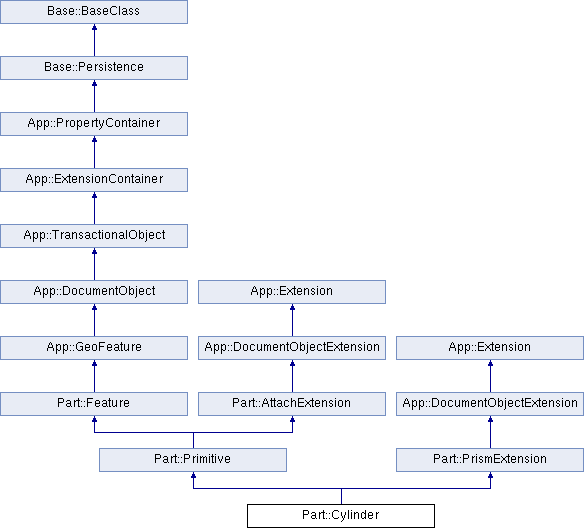 Base::BaseClass
Base::Persistence
App::PropertyContainer
App::ExtensionContainer
App::TransactionalObject
App::DocumentObject
App::Extension
App::GeoFeature
App::DocumentObjectExtension
App::Extension
Part::Feature
Part::AttachExtension
App::DocumentObjectExtension
Part::Primitive
Part::PrismExtension
Part::Cylinder